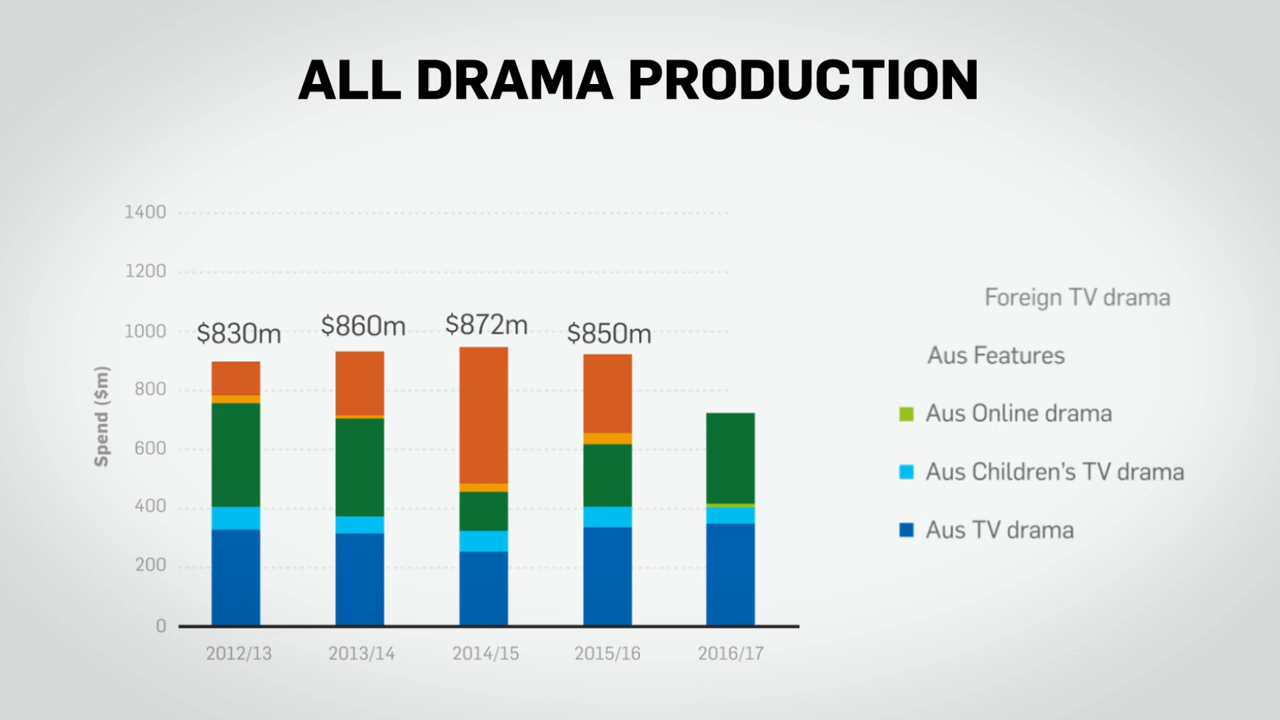 ALL DRAMA PRODUCTION
1400
1200
1000
800
600
400
200
0
Spend ($m)
$830m
$860m
$872m
$850m
2012/13
2013/14
2014/15
2015/16
2016/17
Foreign TV drama
Aus Features
Aus Online drama
Aus Children's TV drama
Aus TV drama